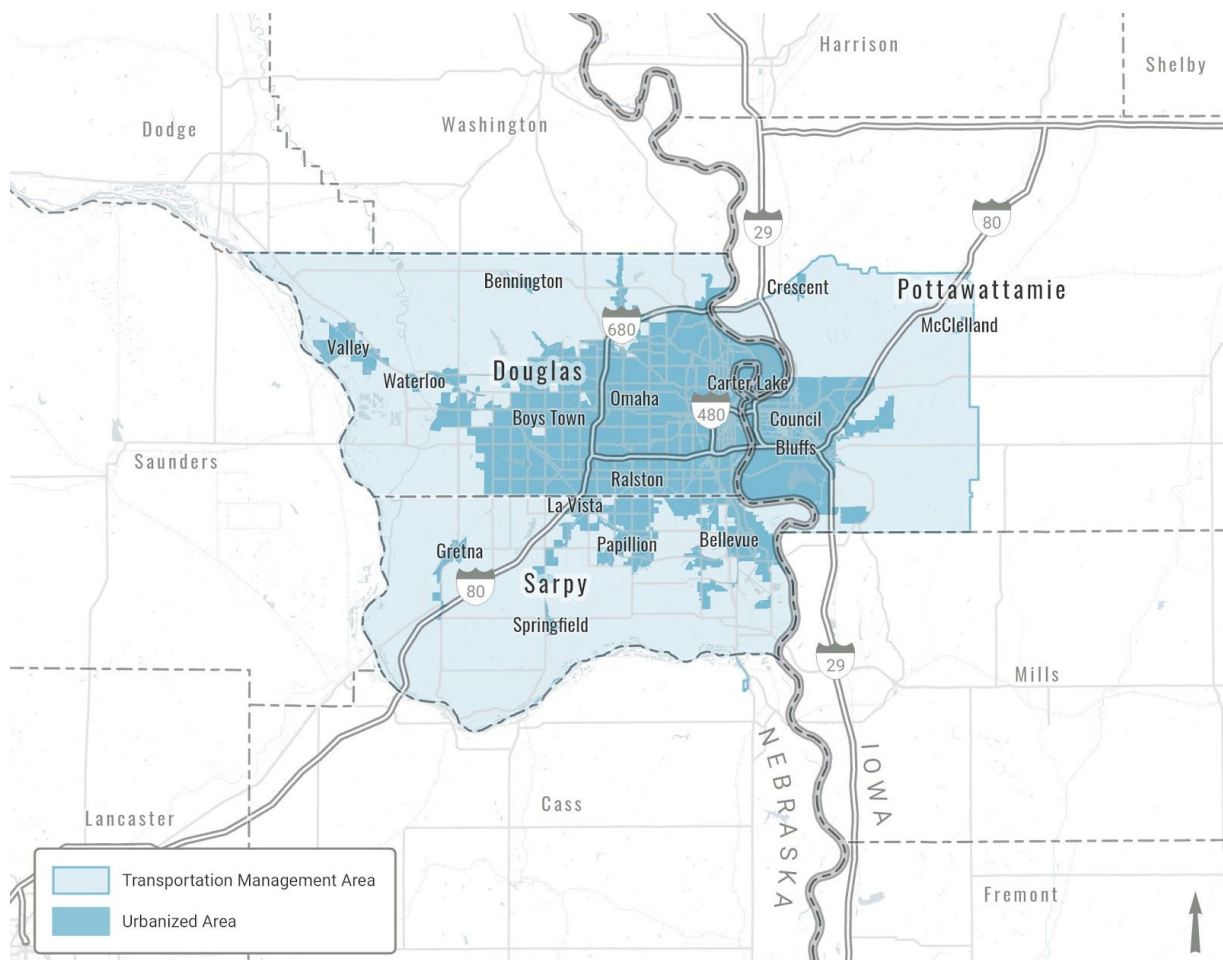 Harrison
Shelby
Dodge
Washington
80
29
Bennington
Crescent
Pottawattamie
680
McClelland
Valley
Douglas
Waterloo
Carter Lake
Omaha
480
Boys Town
Council
Bluffs
Saunders
Ralston
La Vista
Papillion
Bellevue
Gretna
80
Sarpy
Springfield
29
Mills
NEBRASKA
IOWA
Cass
Lancaster
Transportation Management Area
Urbanized Area
Fremont